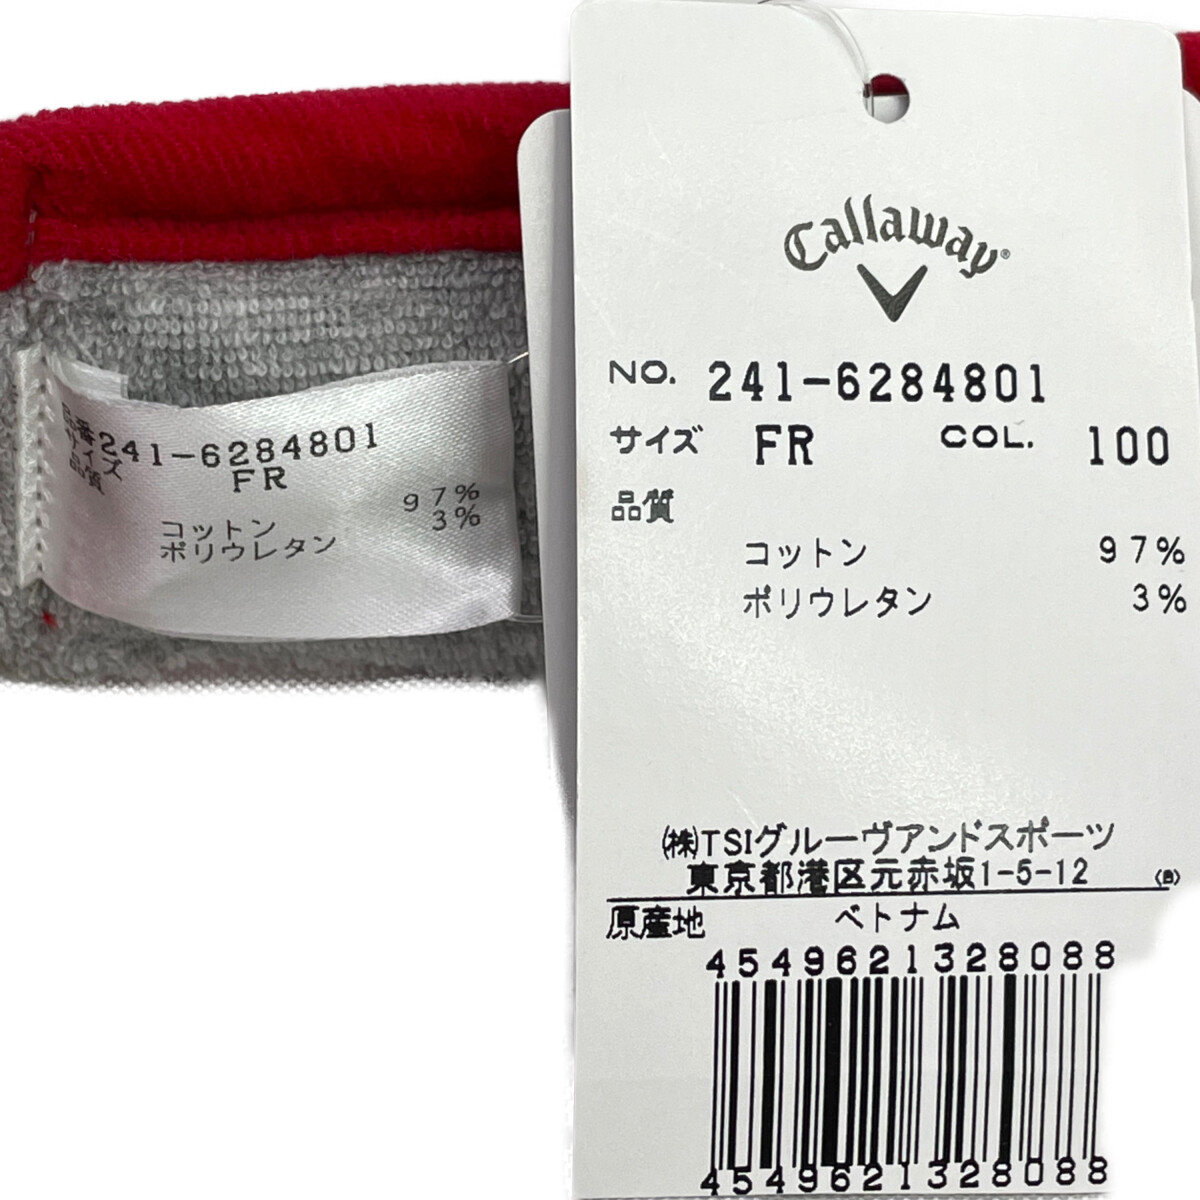 品番241-6284801
サイズ FR
品質
コットン 97%
ポリウレタン 3%
Callaway®
NO. 241-6284801
サイズ FR COL. 100
品質
コットン 97%
ポリウレタン 3%
㈱TSIグルーヴアンドスポーツ
東京都港区元赤坂1-5-12
原産地 ベトナム
4549621328088
4549621328088